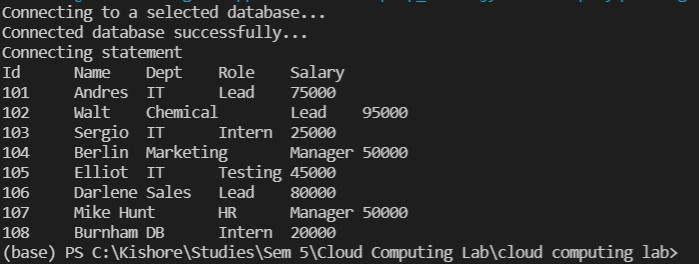 Connecting to a selected database...
Connected database successfully...
Connecting statement
Id Name Dept Role Salary
101 Andres IT Lead 75000
102 Walt Chemical Lead 95000
103 Sergio IT Intern 25000
104 Berlin Marketing Manager 50000
105 Elliot IT Testing 45000
106 Darlene Sales Lead 80000
107 Mike Hunt HR Manager 50000
108 Burnham DB Intern 20000
(base) PS C:\Kishore\Studies\Sem 5\Cloud Computing Lab\cloud computing lab>